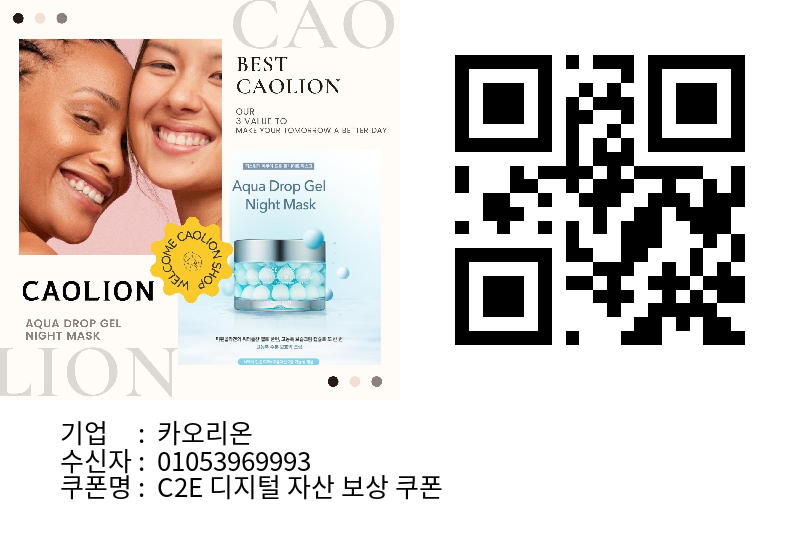 CAO
BEST
CAOLION
OUR
3 VALUE TO
MAKE YOUR TOMORROW A BETTER DAY
Aqua Drop Gel
Night Mask
WELCOME CAOLION SHOP
CAOLION
AQUA DROP GEL
NIGHT MASK
LION
기업 : 카오리온
수신자 : 01053969993
쿠폰명 : C2E 디지털 자산 보상 쿠폰